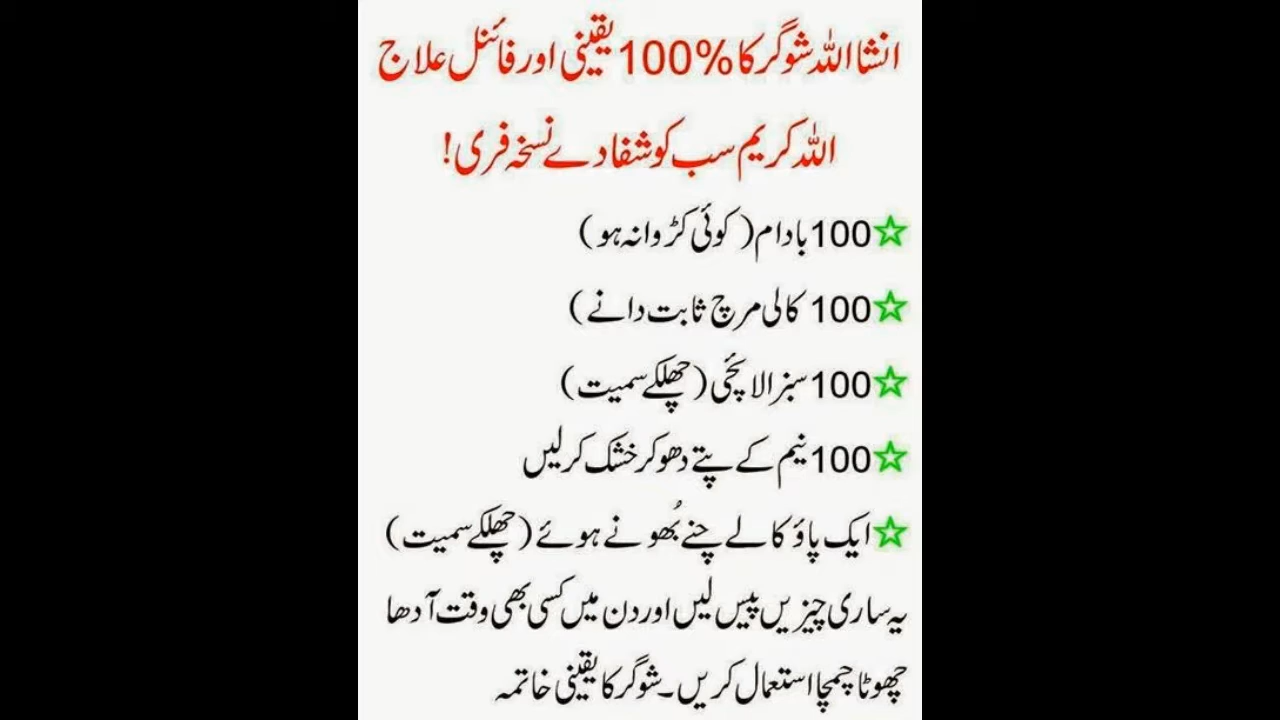 انشااللہ شوگر کا %100 یقینی اور فائنل علاج
اللہ کریم سب کو شفا دے نسخہ فری!
☆100 بادام (کوئی کڑوا نہ ہو)
☆100 کالی مرچ ثابت دانے)
☆100 سبز الائچی (چھلکے سمیت)
☆100 نیم کے پتے دھو کر خشک کر لیں
☆ایک پاؤ کالے چنے بُھونے ہوئے (چھلکے سمیت)
یہ ساری چیزیں پیس لیں اور دن میں کسی بھی وقت آدھا
چھوٹا چمچا استعمال کریں۔ شوگر کا یقینی خاتمہ